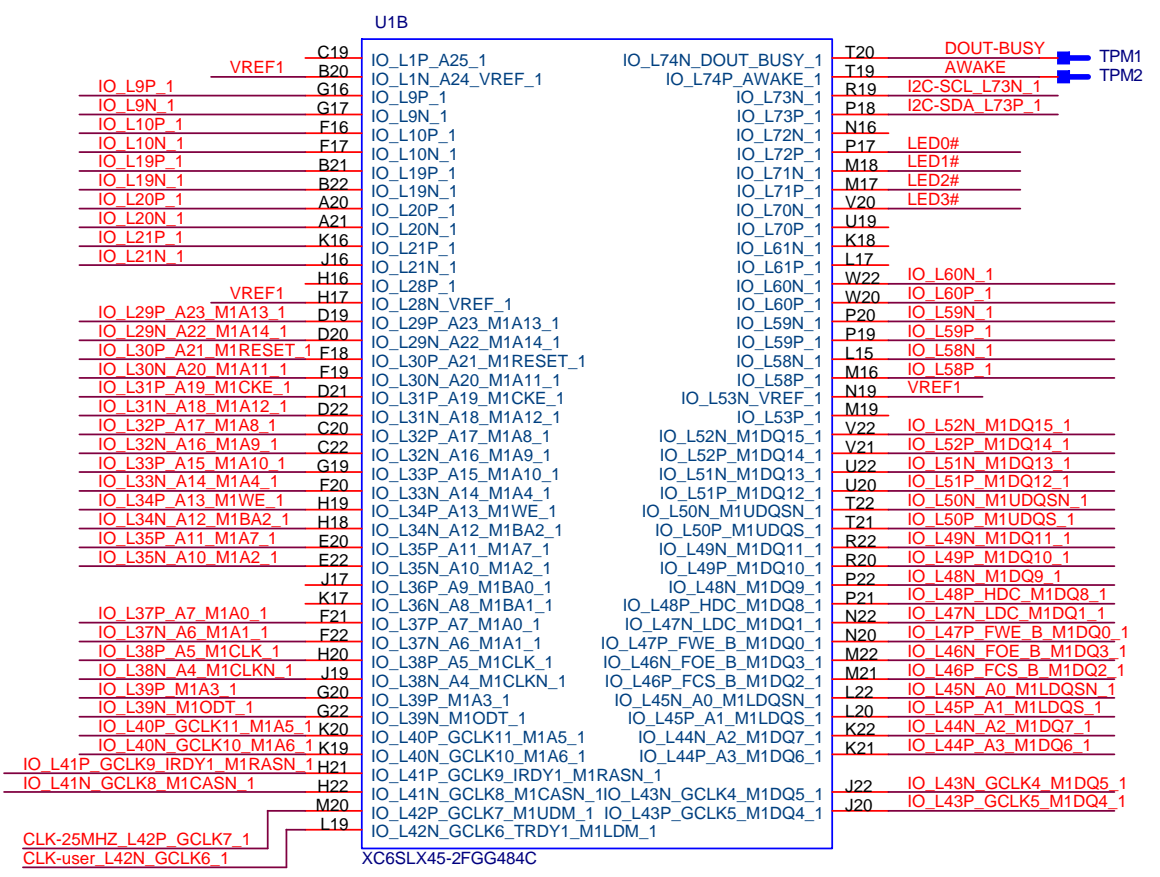 U1B
C19 IO_L1P_A25_1 IO_L74N_DOUT_BUSY_1 T20 DOUT-BUSY TPM1
VREF1 B20 IO_L1N_A24_VREF_1 IO_L74P_AWAKE_1 T19 AWAKE TPM2
IO_L9P_1 G16 IO_L9P_1 IO_L73N_1 R19 I2C-SCL_L73N_1
IO_L9N_1 G17 IO_L9N_1 IO_L73P_1 P18 I2C-SDA_L73P_1
IO_L10P_1 F16 IO_L10P_1 IO_L72N_1 N16
IO_L10N_1 F17 IO_L10N_1 IO_L72P_1 P17 LED0#
IO_L19P_1 B21 IO_L19P_1 IO_L71N_1 M18 LED1#
IO_L19N_1 B22 IO_L19N_1 IO_L71P_1 M17 LED2#
IO_L20P_1 A20 IO_L20P_1 IO_L70N_1 V20 LED3#
IO_L20N_1 A21 IO_L20N_1 IO_L70P_1 U19
IO_L21P_1 K16 IO_L21P_1 IO_L61N_1 K18
IO_L21N_1 J16 IO_L21N_1 IO_L61P_1 L17
H16 IO_L28P_1 IO_L60N_1 W22 IO_L60N_1
VREF1 H17 IO_L28N_VREF_1 IO_L60P_1 W20 IO_L60P_1
IO_L29P_A23_M1A13_1 D19 IO_L29P_A23_M1A13_1 IO_L59N_1 P20 IO_L59N_1
IO_L29N_A22_M1A14_1 D20 IO_L29N_A22_M1A14_1 IO_L59P_1 P19 IO_L59P_1
IO_L30P_A21_M1RESET_1 F18 IO_L30P_A21_M1RESET_1 IO_L58N_1 L15 IO_L58N_1
IO_L30N_A20_M1A11_1 F19 IO_L30N_A20_M1A11_1 IO_L58P_1 M16 IO_L58P_1
IO_L31P_A19_M1CKE_1 D21 IO_L31P_A19_M1CKE_1 IO_L53N_VREF_1 N19 VREF1
IO_L31N_A18_M1A12_1 D22 IO_L31N_A18_M1A12_1 IO_L53P_1 M19
IO_L32P_A17_M1A8_1 C20 IO_L32P_A17_M1A8_1 IO_L52N_M1DQ15_1 V22 IO_L52N_M1DQ15_1
IO_L32N_A16_M1A9_1 C22 IO_L32N_A16_M1A9_1 IO_L52P_M1DQ14_1 V21 IO_L52P_M1DQ14_1
IO_L33P_A15_M1A10_1 G19 IO_L33P_A15_M1A10_1 IO_L51N_M1DQ13_1 U22 IO_L51N_M1DQ13_1
IO_L33N_A14_M1A4_1 F20 IO_L33N_A14_M1A4_1 IO_L51P_M1DQ12_1 U20 IO_L51P_M1DQ12_1
IO_L34P_A13_M1WE_1 H19 IO_L34P_A13_M1WE_1 IO_L50N_M1UDQSN_1 T22 IO_L50N_M1UDQSN_1
IO_L34N_A12_M1BA2_1 H18 IO_L34N_A12_M1BA2_1 IO_L50P_M1UDQS_1 T21 IO_L50P_M1UDQS_1
IO_L35P_A11_M1A7_1 E20 IO_L35P_A11_M1A7_1 IO_L49N_M1DQ11_1 R22 IO_L49N_M1DQ11_1
IO_L35N_A10_M1A2_1 E22 IO_L35N_A10_M1A2_1 IO_L49P_M1DQ10_1 R20 IO_L49P_M1DQ10_1
J17 IO_L36P_A9_M1BA0_1 IO_L48N_M1DQ9_1 P22 IO_L48N_M1DQ9_1
K17 IO_L36N_A8_M1BA1_1 IO_L48P_HDC_M1DQ8_1 P21 IO_L48P_HDC_M1DQ8_1
IO_L37P_A7_M1A0_1 F21 IO_L37P_A7_M1A0_1 IO_L47N_LDC_M1DQ1_1 N22 IO_L47N_LDC_M1DQ1_1
IO_L37N_A6_M1A1_1 F22 IO_L37N_A6_M1A1_1 IO_L47P_FWE_B_M1DQ0_1 N20 IO_L47P_FWE_B_M1DQ0_1
IO_L38P_A5_M1CLK_1 H20 IO_L38P_A5_M1CLK_1 IO_L46N_FOE_B_M1DQ3_1 M22 IO_L46N_FOE_B_M1DQ3_1
IO_L38N_A4_M1CLKN_1 J19 IO_L38N_A4_M1CLKN_1 IO_L46P_FCS_B_M1DQ2_1 M21 IO_L46P_FCS_B_M1DQ2_1
IO_L39P_M1A3_1 G20 IO_L39P_M1A3_1 IO_L45N_A0_M1LDQSN_1 L22 IO_L45N_A0_M1LDQSN_1
IO_L39N_M1ODT_1 G22 IO_L39N_M1ODT_1 IO_L45P_A1_M1LDQS_1 L20 IO_L45P_A1_M1LDQS_1
IO_L40P_GCLK11_M1A5_1 K20 IO_L40P_GCLK11_M1A5_1 IO_L44N_A2_M1DQ7_1 K22 IO_L44N_A2_M1DQ7_1
IO_L40N_GCLK10_M1A6_1 K19 IO_L40N_GCLK10_M1A6_1 IO_L44P_A3_M1DQ6_1 K21 IO_L44P_A3_M1DQ6_1
IO_L41P_GCLK9_IRDY1_M1RASN_1 H21 IO_L41P_GCLK9_IRDY1_M1RASN_1
IO_L41N_GCLK8_M1CASN_1 H22 IO_L41N_GCLK8_M1CASN_1 IO_L43N_GCLK4_M1DQ5_1 J22 IO_L43N_GCLK4_M1DQ5_1
M20 IO_L42P_GCLK7_M1UDM_1 IO_L43P_GCLK5_M1DQ4_1 J20 IO_L43P_GCLK5_M1DQ4_1
L19 IO_L42N_GCLK6_TRDY1_M1LDM_1
CLK-25MHZ_L42P_GCLK7_1
CLK-user_L42N_GCLK6_1
XC6SLX45-2FGG484C